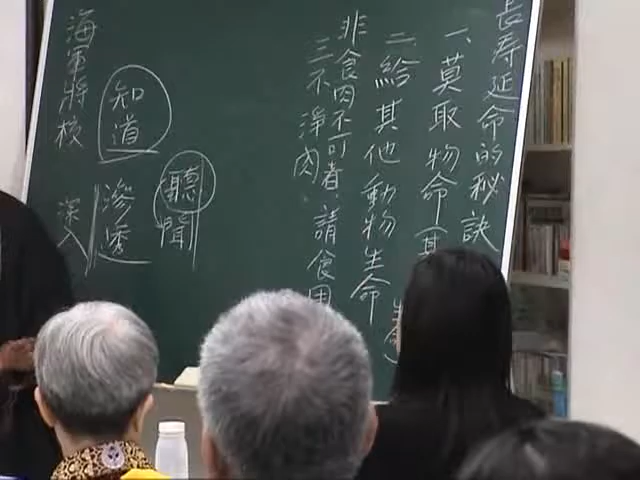 長寿延命的秘訣
一、莫取物命(其
二、給其他動物生命
非食肉不可者,請食用
三不淨肉
聽聞
知道
滲透
海軍將校
深入